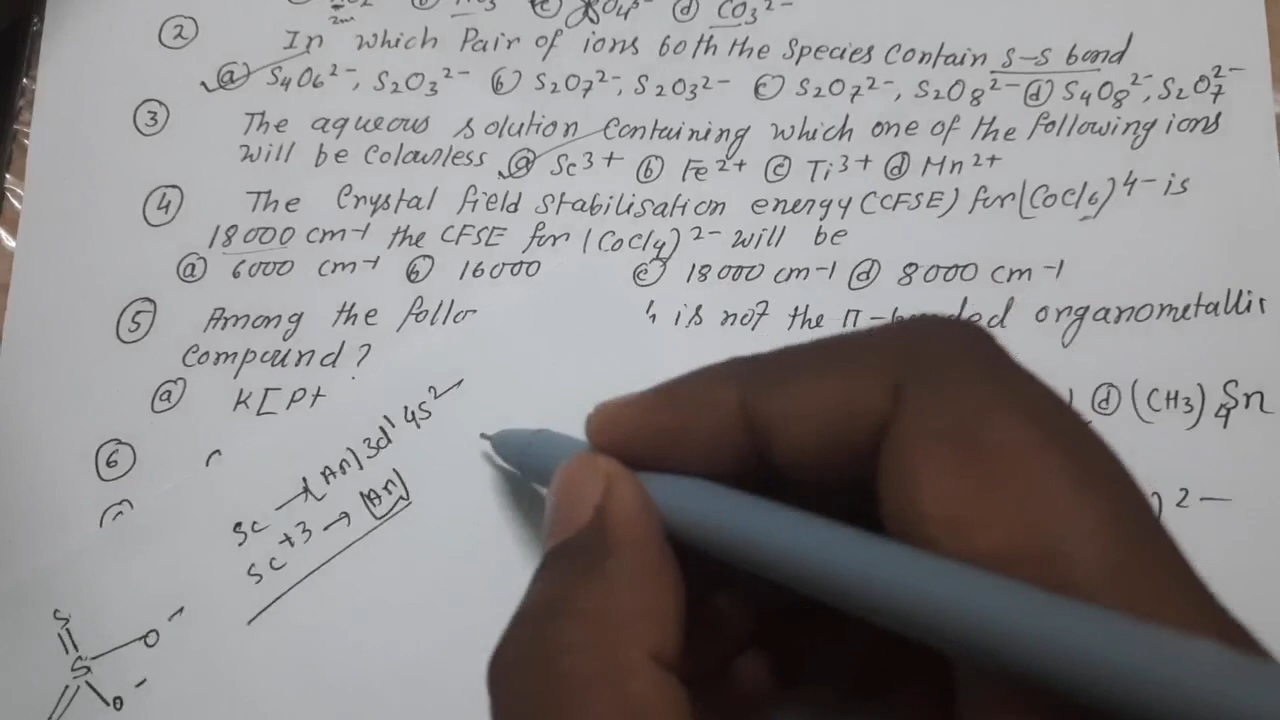 ⓓ CO3 2-
② In which Pair of ions both the species contain S-S bond
ⓐ S4O6 2-, S2O3 2- ⓑ S2O7 2-, S2O3 2- ⓒ S2O7 2-, S2O8 2- ⓓ S4O8 2-, S2O7 2-
③ The aqueous solution containing which one of the following ions
will be colourless ⓐ Sc3+ ⓑ Fe2+ ⓒ Ti3+ ⓓ Mn2+
④ The Crystal field stabilisation energy (CCFSE) for [CoCl6]4- is
18000 cm-1 the CFSE for [CoCl4]2- will be
ⓐ 6000 cm-1 ⓑ 16000 ⓒ 18000 cm-1 ⓓ 8000 cm-1
⑤ Among the follo is not the π-bonded organometallic
compound?
ⓐ K[Pt ⓓ (CH3)4Sn
⑥
2-
Sc → [Ar] 3d1 4s2
Sc+3 → [Ar]
S
S O-
O-